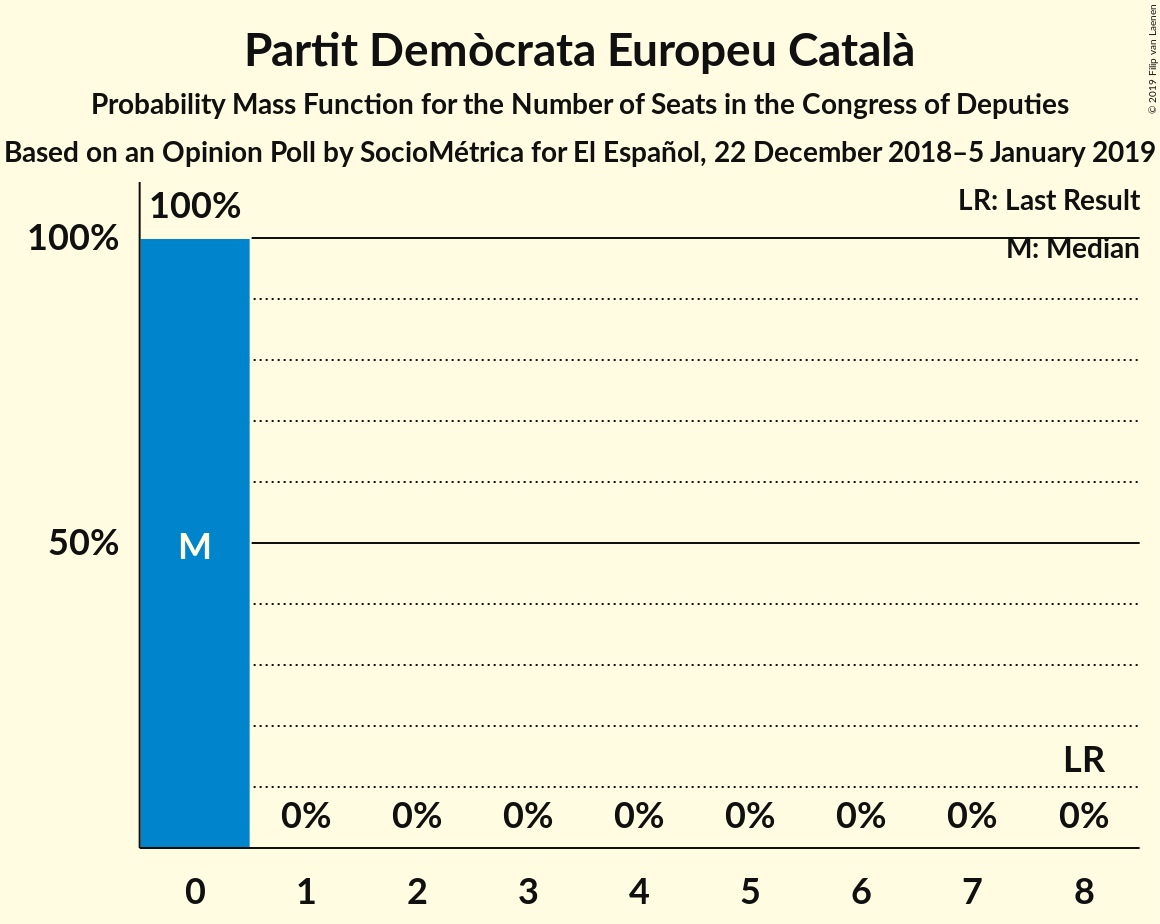 Partit Demòcrata Europeu Català
Probability Mass Function for the Number of Seats in the Congress of Deputies
Based on an Opinion Poll by SocioMétrica for El Español, 22 December 2018–5 January 2019
© 2019 Filip van Laenen
LR: Last Result
M: Median
100%
100%
50%
M
LR
0% 0% 0% 0% 0% 0% 0% 0%
0 1 2 3 4 5 6 7 8